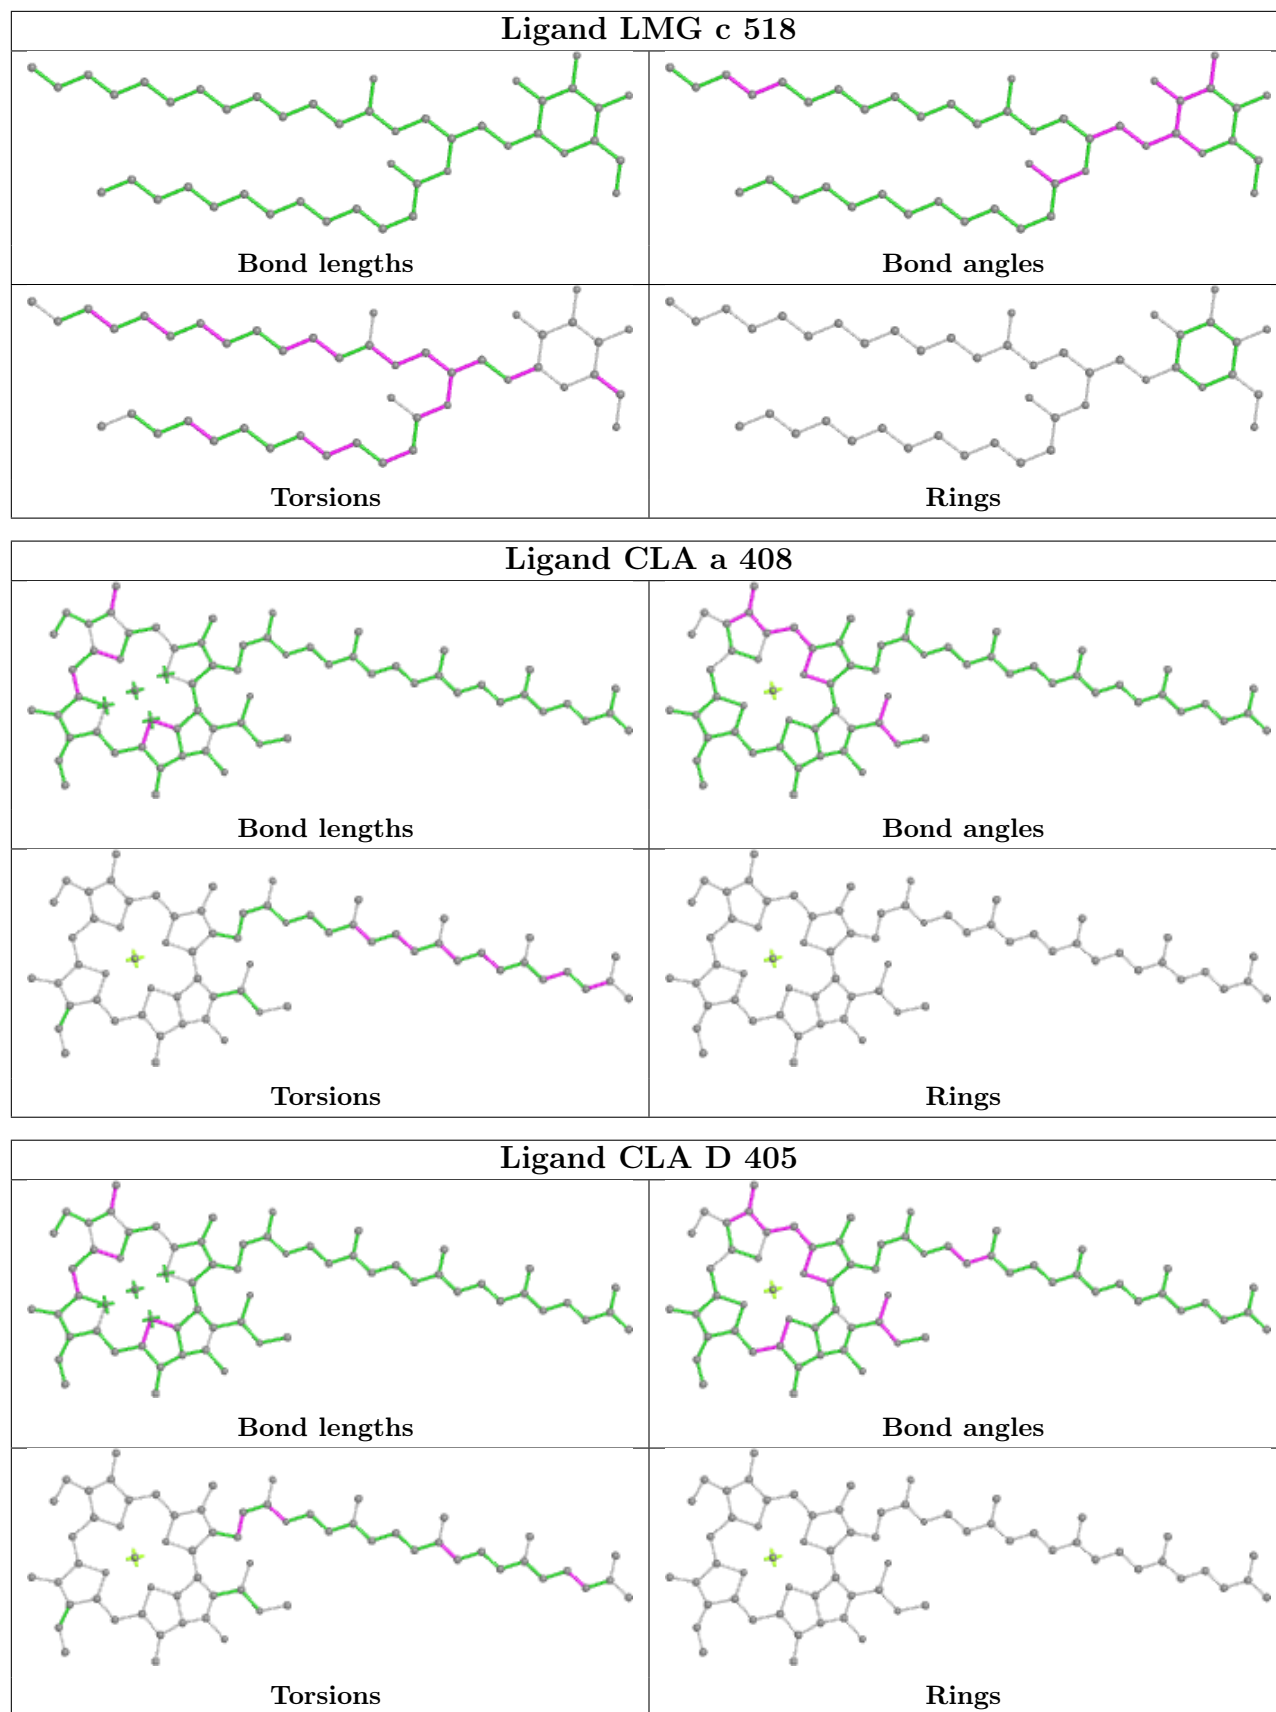 Ligand LMG c 518
Bond lengths
Bond angles
Torsions
Rings
Ligand CLA a 408
Bond lengths
Bond angles
Torsions
Rings
Ligand CLA D 405
Bond lengths
Bond angles
Torsions
Rings